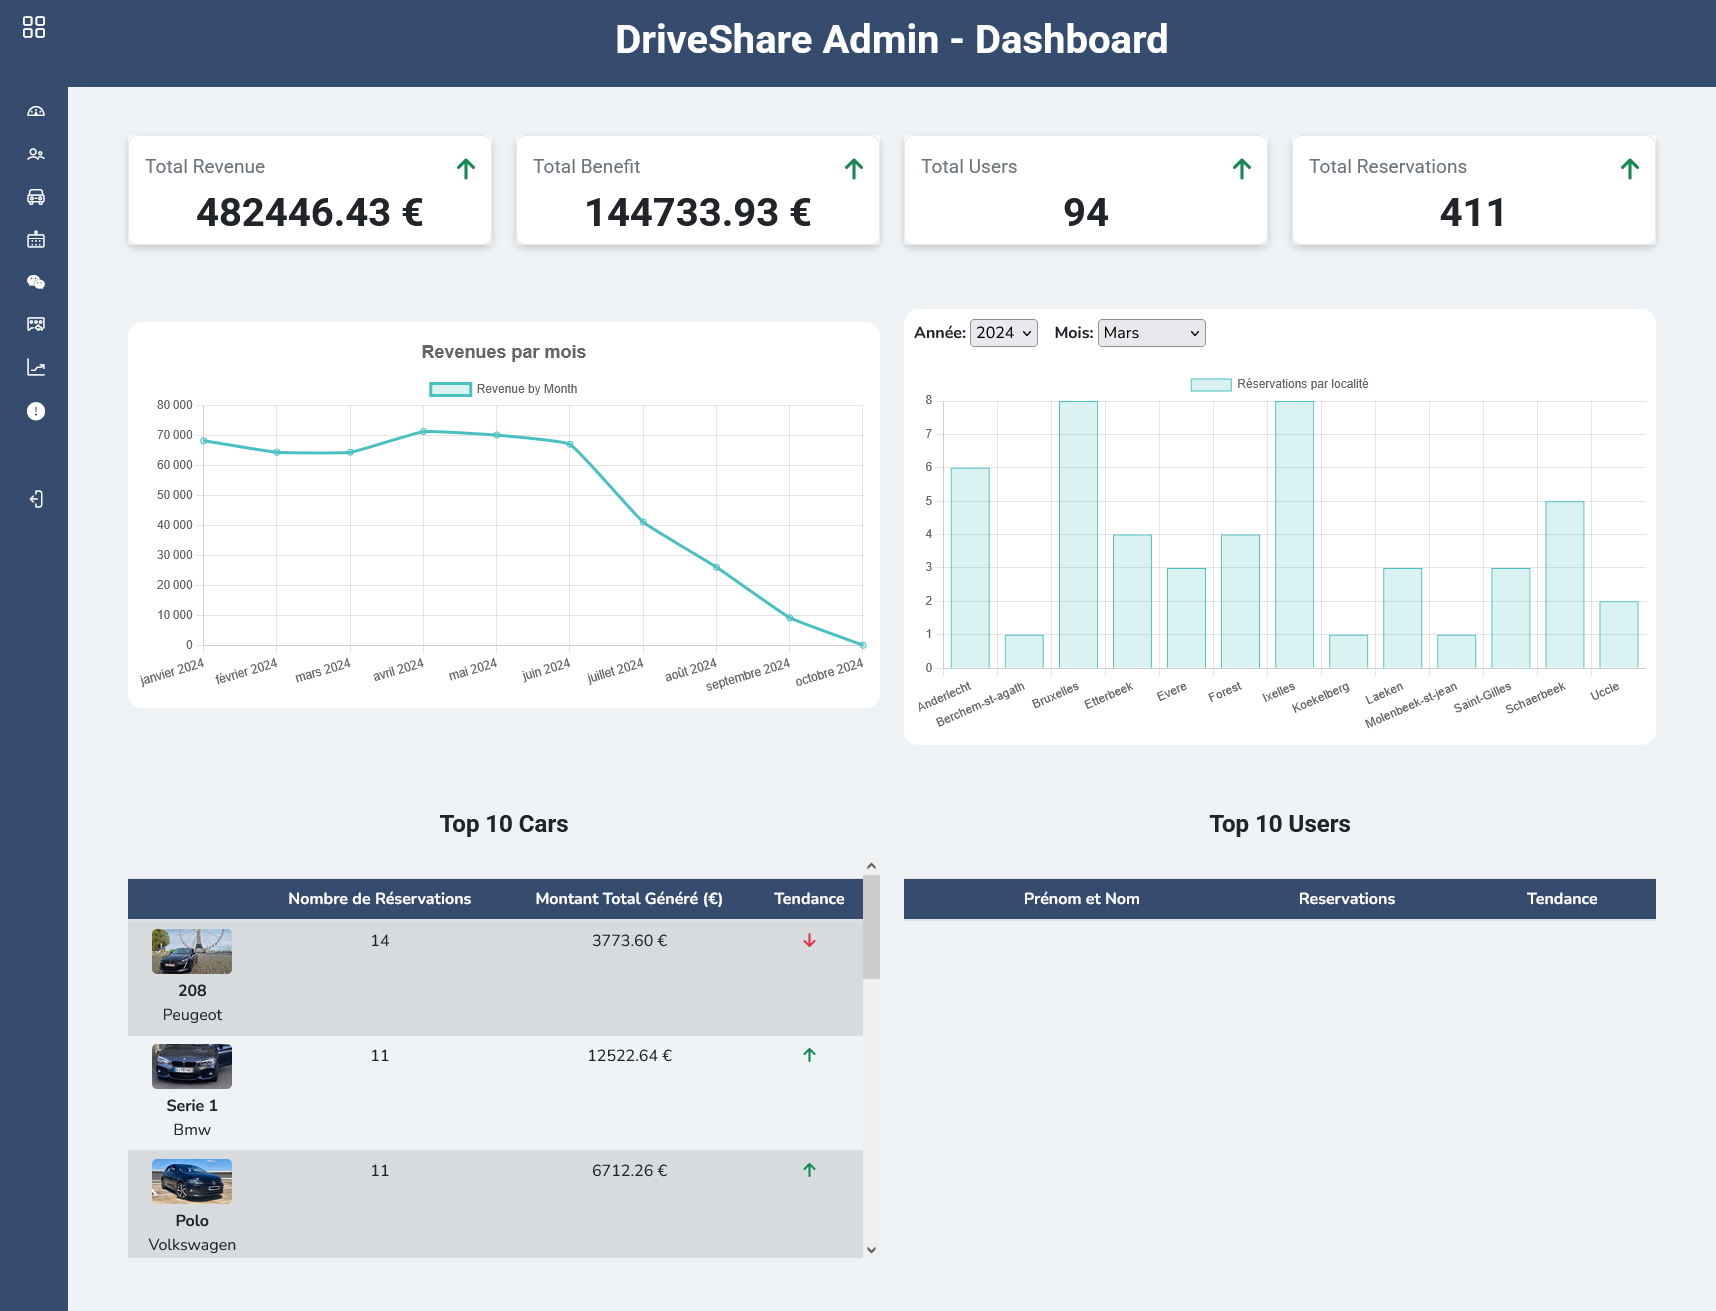 DriveShare Admin - Dashboard
Total Revenue
482446.43 €
Total Benefit
144733.93 €
Total Users
94
Total Reservations
411
Revenues par mois
Revenue by Month
80 000
70 000
60 000
50 000
40 000
30 000
20 000
10 000
0
janvier 2024
février 2024
mars 2024
avril 2024
mai 2024
juin 2024
juillet 2024
août 2024
septembre 2024
octobre 2024
Année: 2024 Mois: Mars
Réservations par localité
8
7
6
5
4
3
2
1
0
Anderlecht
Berchem-st-agath
Bruxelles
Etterbeek
Evere
Forest
Ixelles
Koekelberg
Laeken
Molenbeek-st-jean
Saint-Gilles
Schaerbeek
Uccle
Top 10 Cars
Nombre de Réservations Montant Total Généré (€) Tendance
14 3773.60 €
208
Peugeot
11 12522.64 €
Serie 1
Bmw
11 6712.26 €
Polo
Volkswagen
Top 10 Users
Prénom et Nom Reservations Tendance